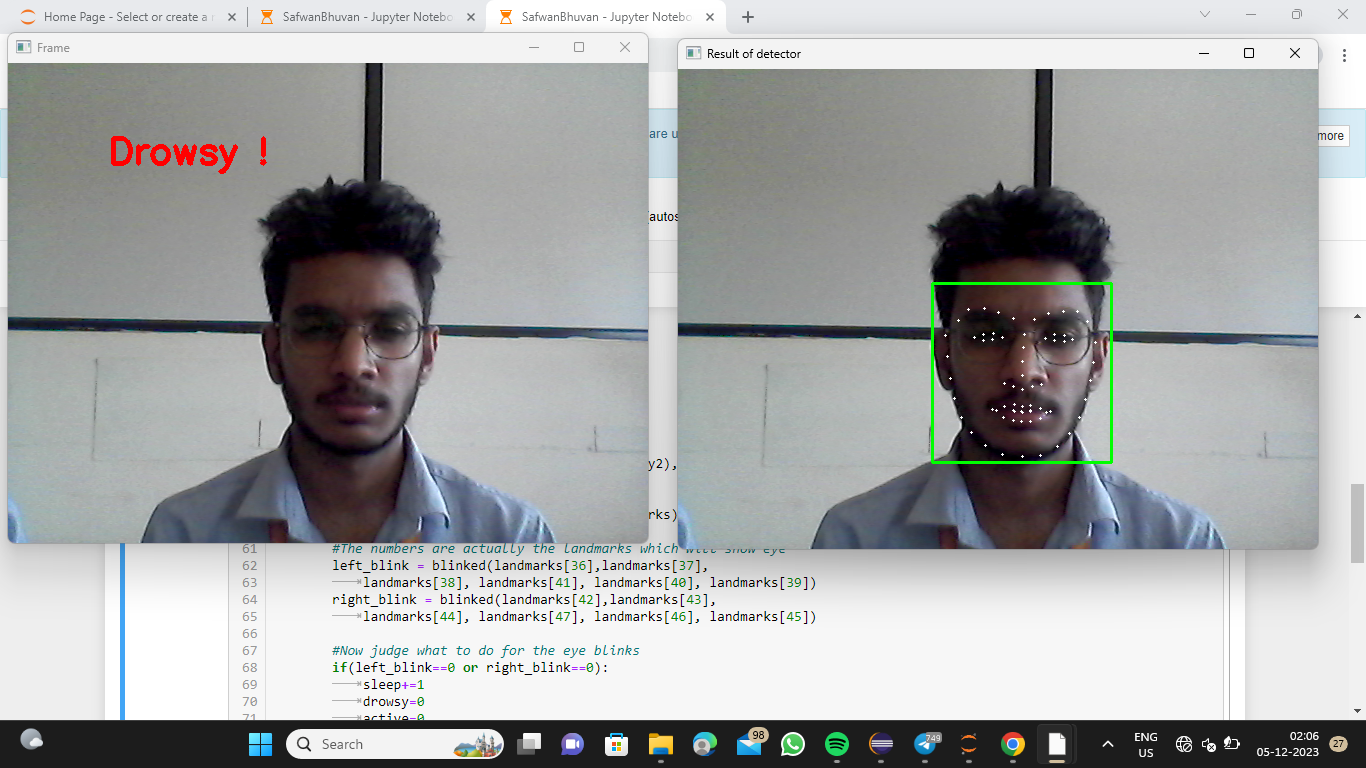 Home Page - Select or create a n
SafwanBhuvan - Jupyter Notebo
SafwanBhuvan - Jupyter Notebo
Frame
Result of detector
Drowsy !
are u
more
(autos
y2),
rks)
61 #The numbers are actually the landmarks which will show eye
62 left_blink = blinked(landmarks[36],landmarks[37],
63 landmarks[38], landmarks[41], landmarks[40], landmarks[39])
64 right_blink = blinked(landmarks[42],landmarks[43],
65 landmarks[44], landmarks[47], landmarks[46], landmarks[45])
66
67 #Now judge what to do for the eye blinks
68 if(left_blink==0 or right_blink==0):
69 sleep+=1
70 drowsy=0
71 active=0
Search
98
749
ENG
US
02:06
05-12-2023
27